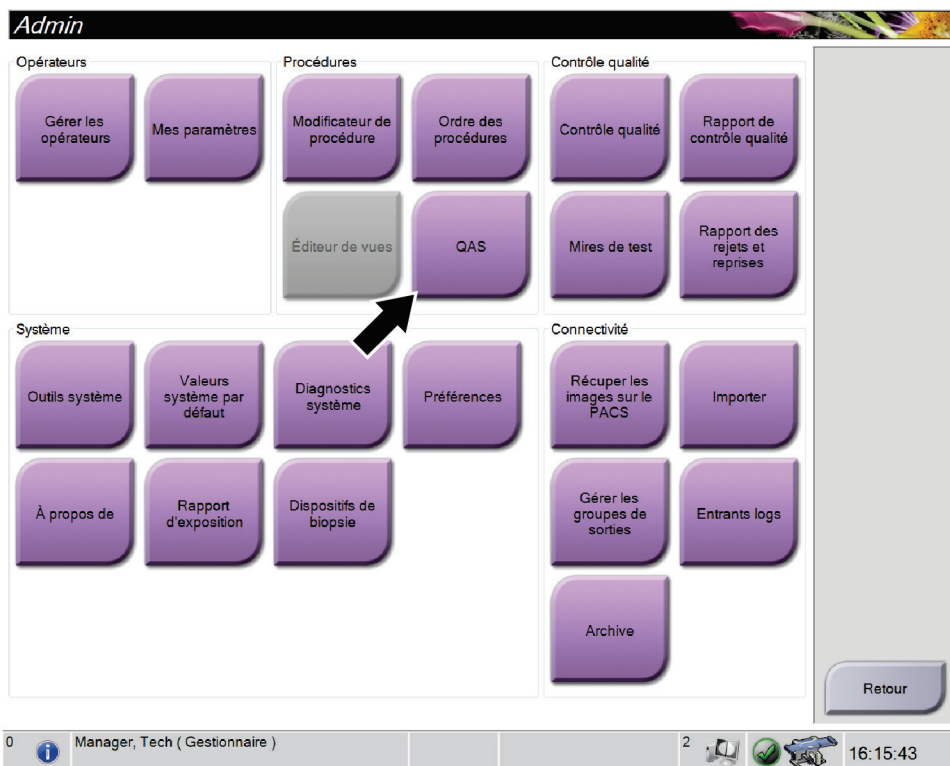 Admin
Opérateurs
Gérer les
opérateurs
Mes paramètres
Procédures
Modificateur de
procédure
Ordre des
procédures
Éditeur de vues
QAS
Contrôle qualité
Contrôle qualité
Rapport de
contrôle qualité
Mires de test
Rapport des
rejets et
reprises
Système
Outils système
Valeurs
système par
défaut
Diagnostics
système
Préférences
À propos de
Rapport
d'exposition
Dispositifs de
biopsie
Connectivité
Récuper les
images sur le
PACS
Importer
Gérer les
groupes de
sorties
Entrants logs
Archive
Retour
0
Manager, Tech ( Gestionnaire )
2
16:15:43